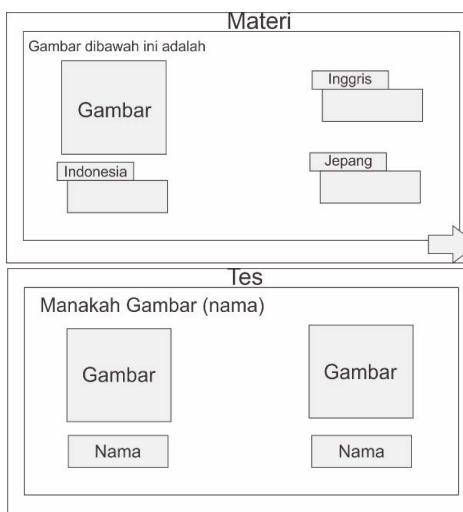 Materi
Gambar dibawah ini adalah
Gambar
Indonesia
Inggris
Jepang
Tes
Manakah Gambar (nama)
Gambar
Gambar
Nama
Nama